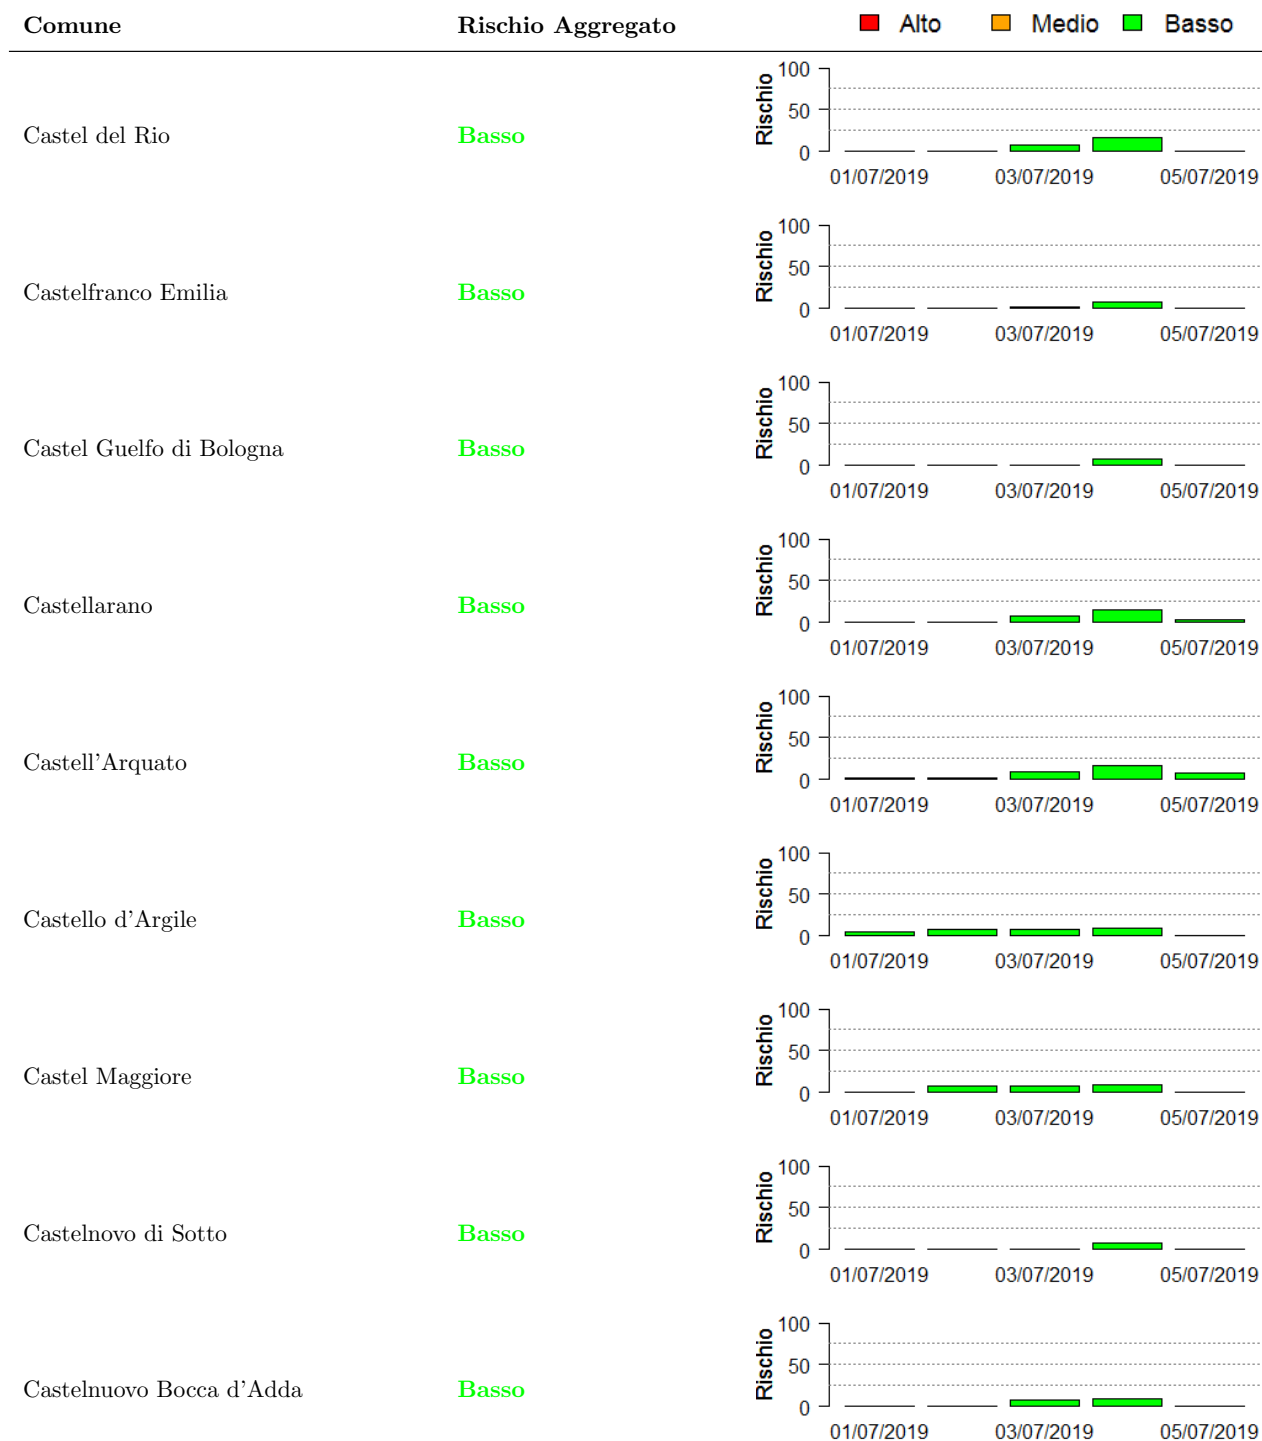 Comune Rischio Aggregato Alto Medio Basso
Castel del Rio Basso Rischio 100 50 0
01/07/2019 03/07/2019 05/07/2019
Castelfranco Emilia Basso Rischio 100 50 0
01/07/2019 03/07/2019 05/07/2019
Castel Guelfo di Bologna Basso Rischio 100 50 0
01/07/2019 03/07/2019 05/07/2019
Castellarano Basso Rischio 100 50 0
01/07/2019 03/07/2019 05/07/2019
Castell'Arquato Basso Rischio 100 50 0
01/07/2019 03/07/2019 05/07/2019
Castello d'Argile Basso Rischio 100 50 0
01/07/2019 03/07/2019 05/07/2019
Castel Maggiore Basso Rischio 100 50 0
01/07/2019 03/07/2019 05/07/2019
Castelnovo di Sotto Basso Rischio 100 50 0
01/07/2019 03/07/2019 05/07/2019
Castelnuovo Bocca d'Adda Basso Rischio 100 50 0
01/07/2019 03/07/2019 05/07/2019